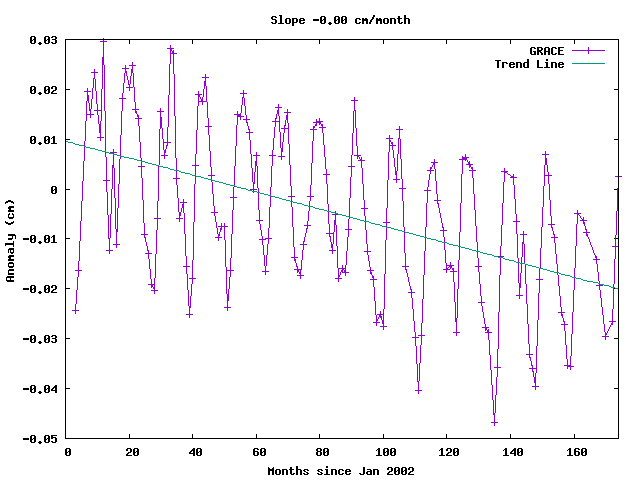 Slope -0.00 cm/month
GRACE
Trend Line
0.03
0.02
0.01
0
-0.01
-0.02
-0.03
-0.04
-0.05
Anomaly (cm)
0 20 40 60 80 100 120 140 160
Months since Jan 2002